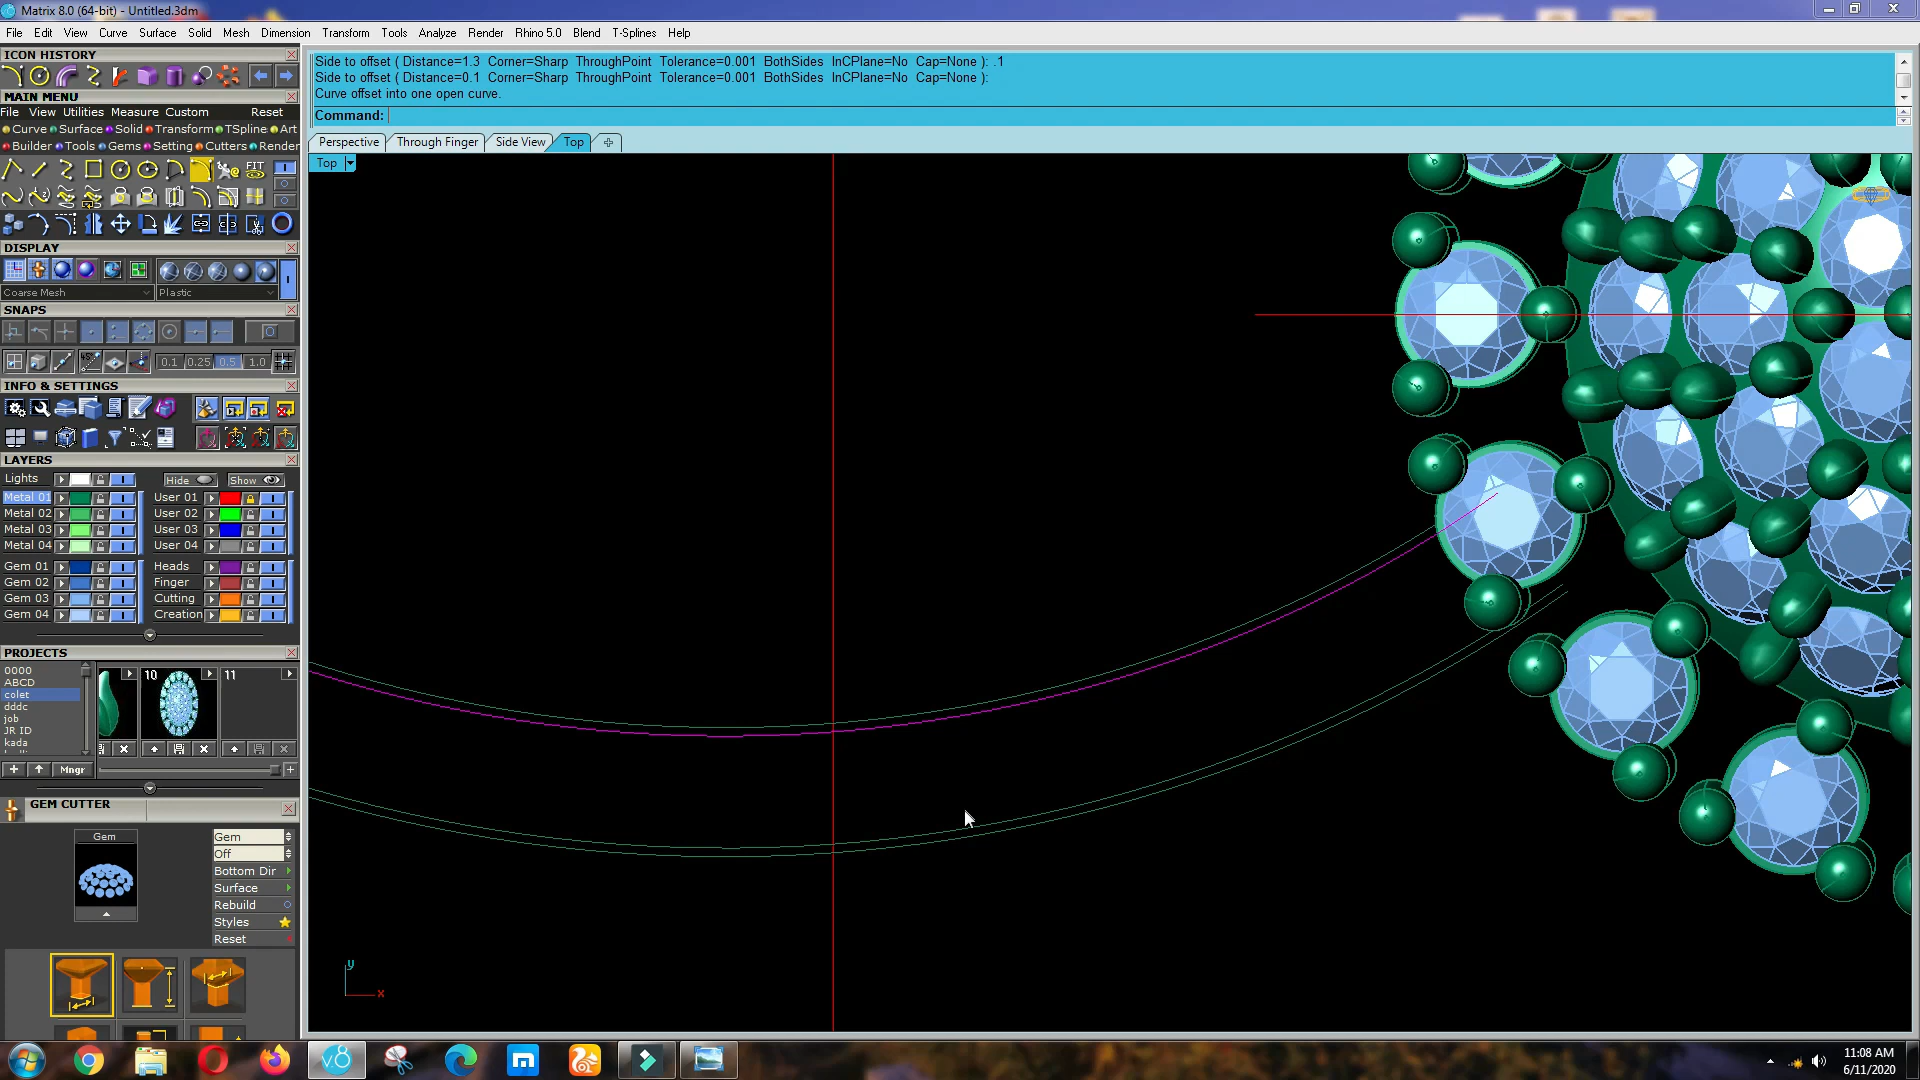 Matrix 8.0 (64-bit) - Untitled.3dm
File Edit View Curve Surface Solid Mesh Dimension Transform Tools Analyze Render Rhino 5.0 Blend T-Splines Help
ICON HISTORY
MAIN MENU
File View Utilities Measure Custom Reset
Curve Surface Solid Transform TSpline Art
Builder Tools Gems Setting Cutters Render
FIT
DISPLAY
Coarse Mesh Plastic
SNAPS
0.1 0.25 0.5 1.0
INFO & SETTINGS
LAYERS
Lights Hide Show
Metal 01 User 01
Metal 02 User 02
Metal 03 User 03
Metal 04 User 04
Gem 01 Heads
Gem 02 Finger
Gem 03 Cutting
Gem 04 Creation
PROJECTS
0000
ABCD
colet
dddc
job
JR ID
kada
10 11
Mngr
GEM CUTTER
Gem
Gem
Off
Bottom Dir
Surface
Rebuild
Styles
Reset
Side to offset ( Distance=1.3 Corner=Sharp ThroughPoint Tolerance=0.001 BothSides InCPlane=No Cap=None ): .1
Side to offset ( Distance=0.1 Corner=Sharp ThroughPoint Tolerance=0.001 BothSides InCPlane=No Cap=None ):
Curve offset into one open curve.
Command:
Perspective Through Finger Side View Top
Top
y
x
v8
11:08 AM
6/11/2020